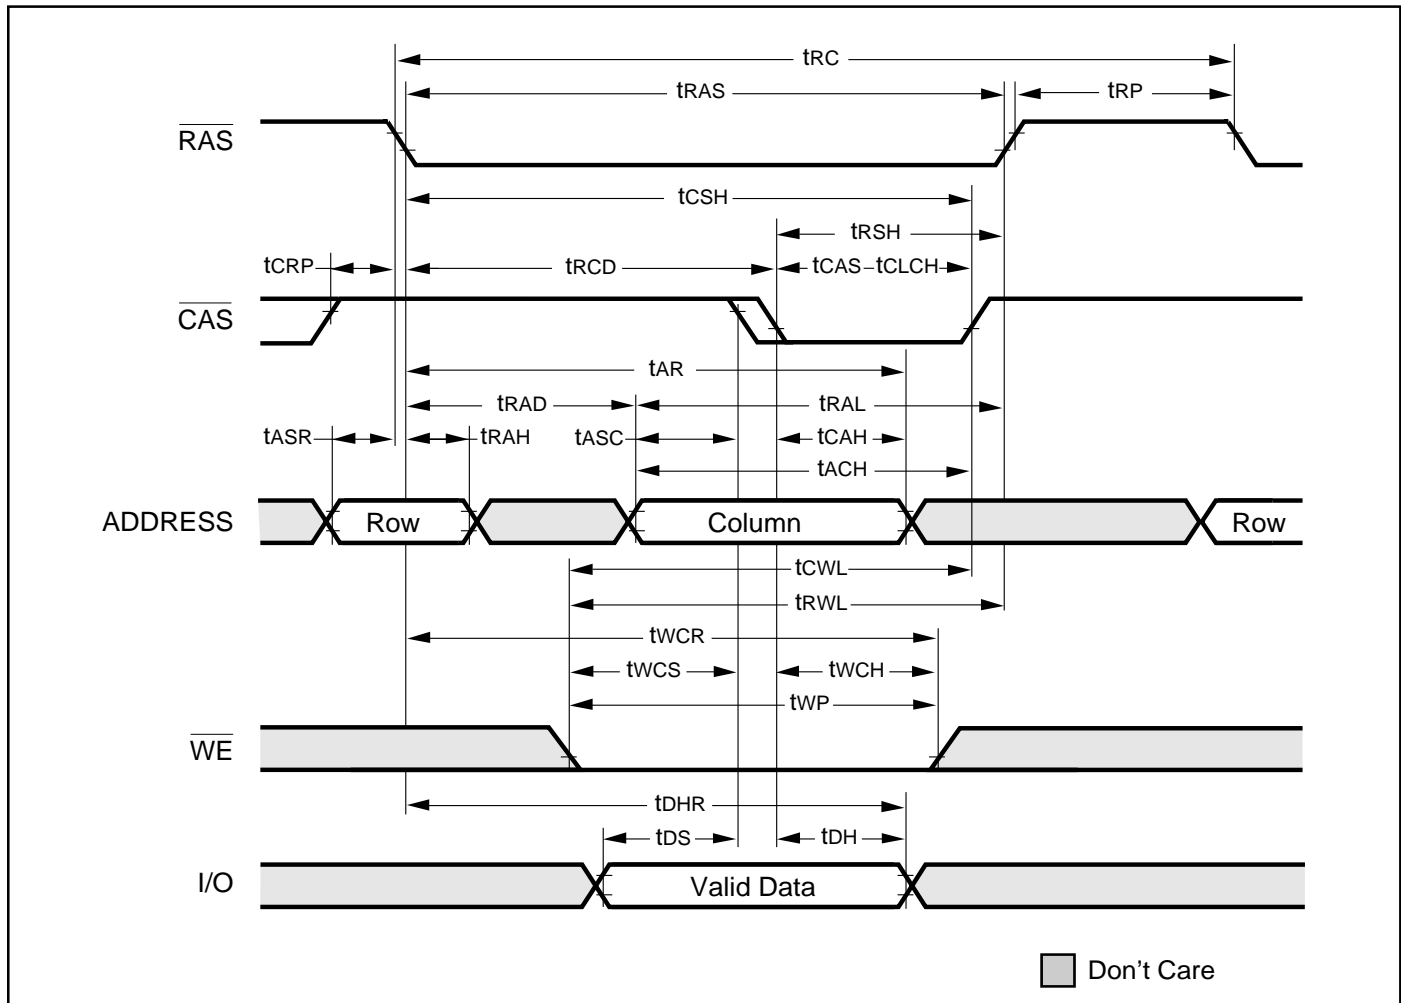 tRC
tRAS tRP
RAS
tCSH
tRSH
tCRP tRCD tCAS tCLCH
CAS
tAR
tRAD tRAL
tASR tRAH tASC tCAH
tACH
ADDRESS Row Column Row
tCWL
tRWL
tWCR
tWCS tWCH
tWP
WE
tDHR
tDS tDH
I/O Valid Data
Don't Care